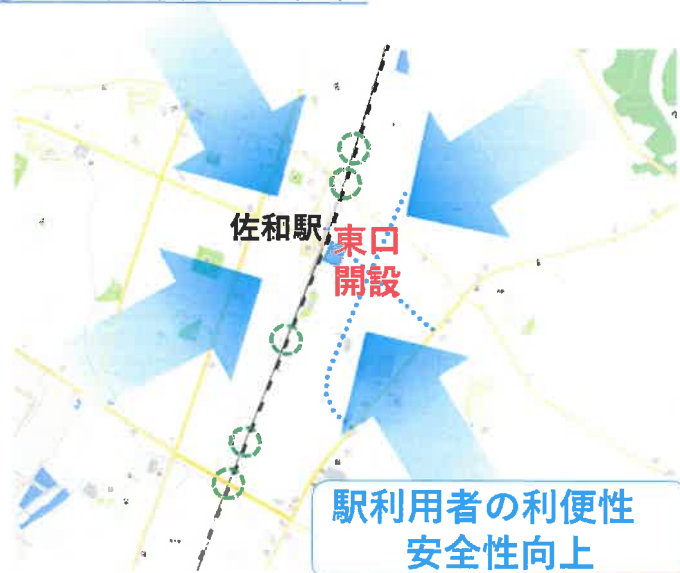 佐和駅
東口
開設
駅利用者の利便性
安全性向上